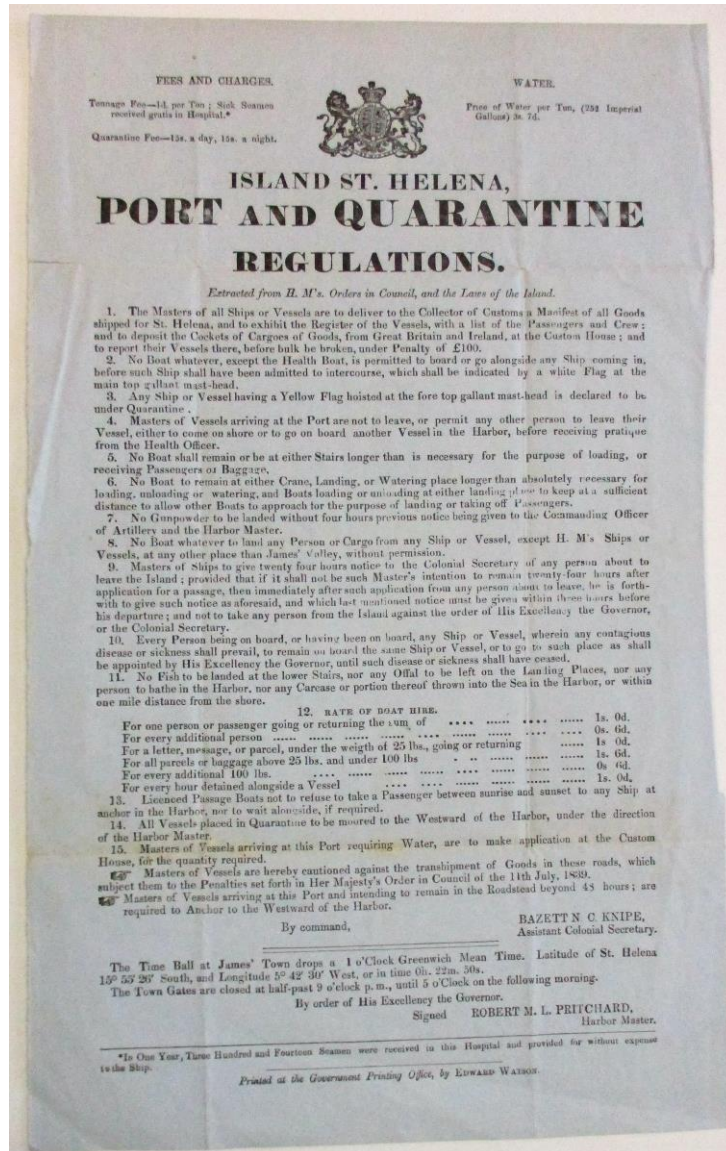 FEES AND CHARGES.
Tonnage Fee—1d. per Ton; Sick Seamen
received gratis in Hospital.*
Quarantine Fee—15s. a day, 15s. a night.
WATER.
Price of Water per Tun, (252 Imperial
Gallons) 3s. 7d.
ISLAND ST. HELENA,
PORT AND QUARANTINE
REGULATIONS.
Extracted from H. M's. Orders in Council, and the Laws of the Island.
1. The Masters of all Ships or Vessels are to deliver to the Collector of Customs a Manifest of all Goods
shipped for St. Helena, and to exhibit the Register of the Vessels, with a list of the Passengers and Crew;
and to deposit the Cockets of Cargoes of Goods, from Great Britain and Ireland, at the Custom House; and
to report their Vessels there, before bulk be broken, under Penalty of £100.
2. No Boat whatever, except the Health Boat, is permitted to board or go alongside any Ship coming in,
before such Ship shall have been admitted to intercourse, which shall be indicated by a white Flag at the
main top gallant mast-head.
3. Any Ship or Vessel having a Yellow Flag hoisted at the fore top gallant mast-head is declared to be
under Quarantine .
4. Masters of Vessels arriving at the Port are not to leave, or permit any other person to leave their
Vessel, either to come on shore or to go on board another Vessel in the Harbor, before receiving pratique
from the Health Officer.
5. No Boat shall remain or be at either Stairs longer than is necessary for the purpose of loading, or
receiving Passengers or Baggage.
6. No Boat to remain at either Crane, Landing, or Watering place longer than absolutely necessary for
loading, unloading or watering, and Boats loading or unloading at either landing place to keep at a sufficient
distance to allow other Boats to approach for the purpose of landing or taking off Passengers.
7. No Gunpowder to be landed without four hours previous notice being given to the Commanding Officer
of Artillery and the Harbor Master.
8. No Boat whatever to land any Person or Cargo from any Ship or Vessel, except H. M's Ships or
Vessels, at any other place than James' Valley, without permission.
9. Masters of Ships to give twenty four hours notice to the Colonial Secretary of any person about to
leave the Island; provided that if it shall not be such Master's intention to remain twenty-four hours after
application for a passage, then immediately after such application from any person about to leave, he is forth-
with to give such notice as aforesaid, and which last mentioned notice must be given within three hours before
his departure; and not to take any person from the Island against the order of His Excellency the Governor,
or the Colonial Secretary.
10. Every Person being on board, or having been on board, any Ship or Vessel, wherein any contagious
disease or sickness shall prevail, to remain on board the same Ship or Vessel, or to go to such place as shall
be appointed by His Excellency the Governor, until such disease or sickness shall have ceased.
11. No Fish to be landed at the lower Stairs, nor any Offal to be left on the Landing Places, nor any
person to bathe in the Harbor, nor any Carcase or portion thereof thrown into the Sea in the Harbor, or within
one mile distance from the shore.
12. RATE OF BOAT HIRE.
For one person or passenger going or returning the sum of .... ...... .... ...... 1s. 0d.
For every additional person ...... ...... .... ...... ...... .... .... 0s. 6d.
For a letter, message, or parcel, under the weigth of 25 lbs., going or returning ...... 1s 0d.
For all parcels or baggage above 25 lbs. and under 100 lbs . .. ...... ...... 1s. 6d.
For every additional 100 lbs. .... ...... ...... .... ...... ...... 0s 6d.
For every hour detained alongside a Vessel .... .... ...... ...... ...... 1s. 0d.
13. Licenced Passage Boats not to refuse to take a Passenger between sunrise and sunset to any Ship at
anchor in the Harbor, nor to wait alongside, if required.
14. All Vessels placed in Quarantine to be moored to the Westward of the Harbor, under the direction
of the Harbor Master.
15. Masters of Vessels arriving at this Port requiring Water, are to make application at the Custom
House, for the quantity required.
☞ Masters of Vessels are hereby cautioned against the transhipment of Goods in these roads, which
subject them to the Penalties set forth in Her Majesty's Order in Council of the 11th July, 1839.
☞ Masters of Vessels arriving at this Port and intending to remain in the Roadstead beyond 48 hours; are
required to Anchor to the Westward of the Harbor.
By command,
BAZETT N. C. KNIPE,
Assistant Colonial Secretary.
The Time Ball at James' Town drops a 1 o'Clock Greenwich Mean Time. Latitude of St. Helena
15° 55' 26' South, and Longitude 5° 42' 30' West, or in time 0h. 22m. 50s.
The Town Gates are closed at half-past 9 o'clock p. m., until 5 o'Clock on the following morning.
By order of His Excellency the Governor.
Signed ROBERT M. L. PRITCHARD,
Harbor Master.
*In One Year, Three Hundred and Fourteen Seamen were received in this Hospital and provided for without expense
to the Ship.
Printed at the Government Printing Office, by EDWARD WATSON.